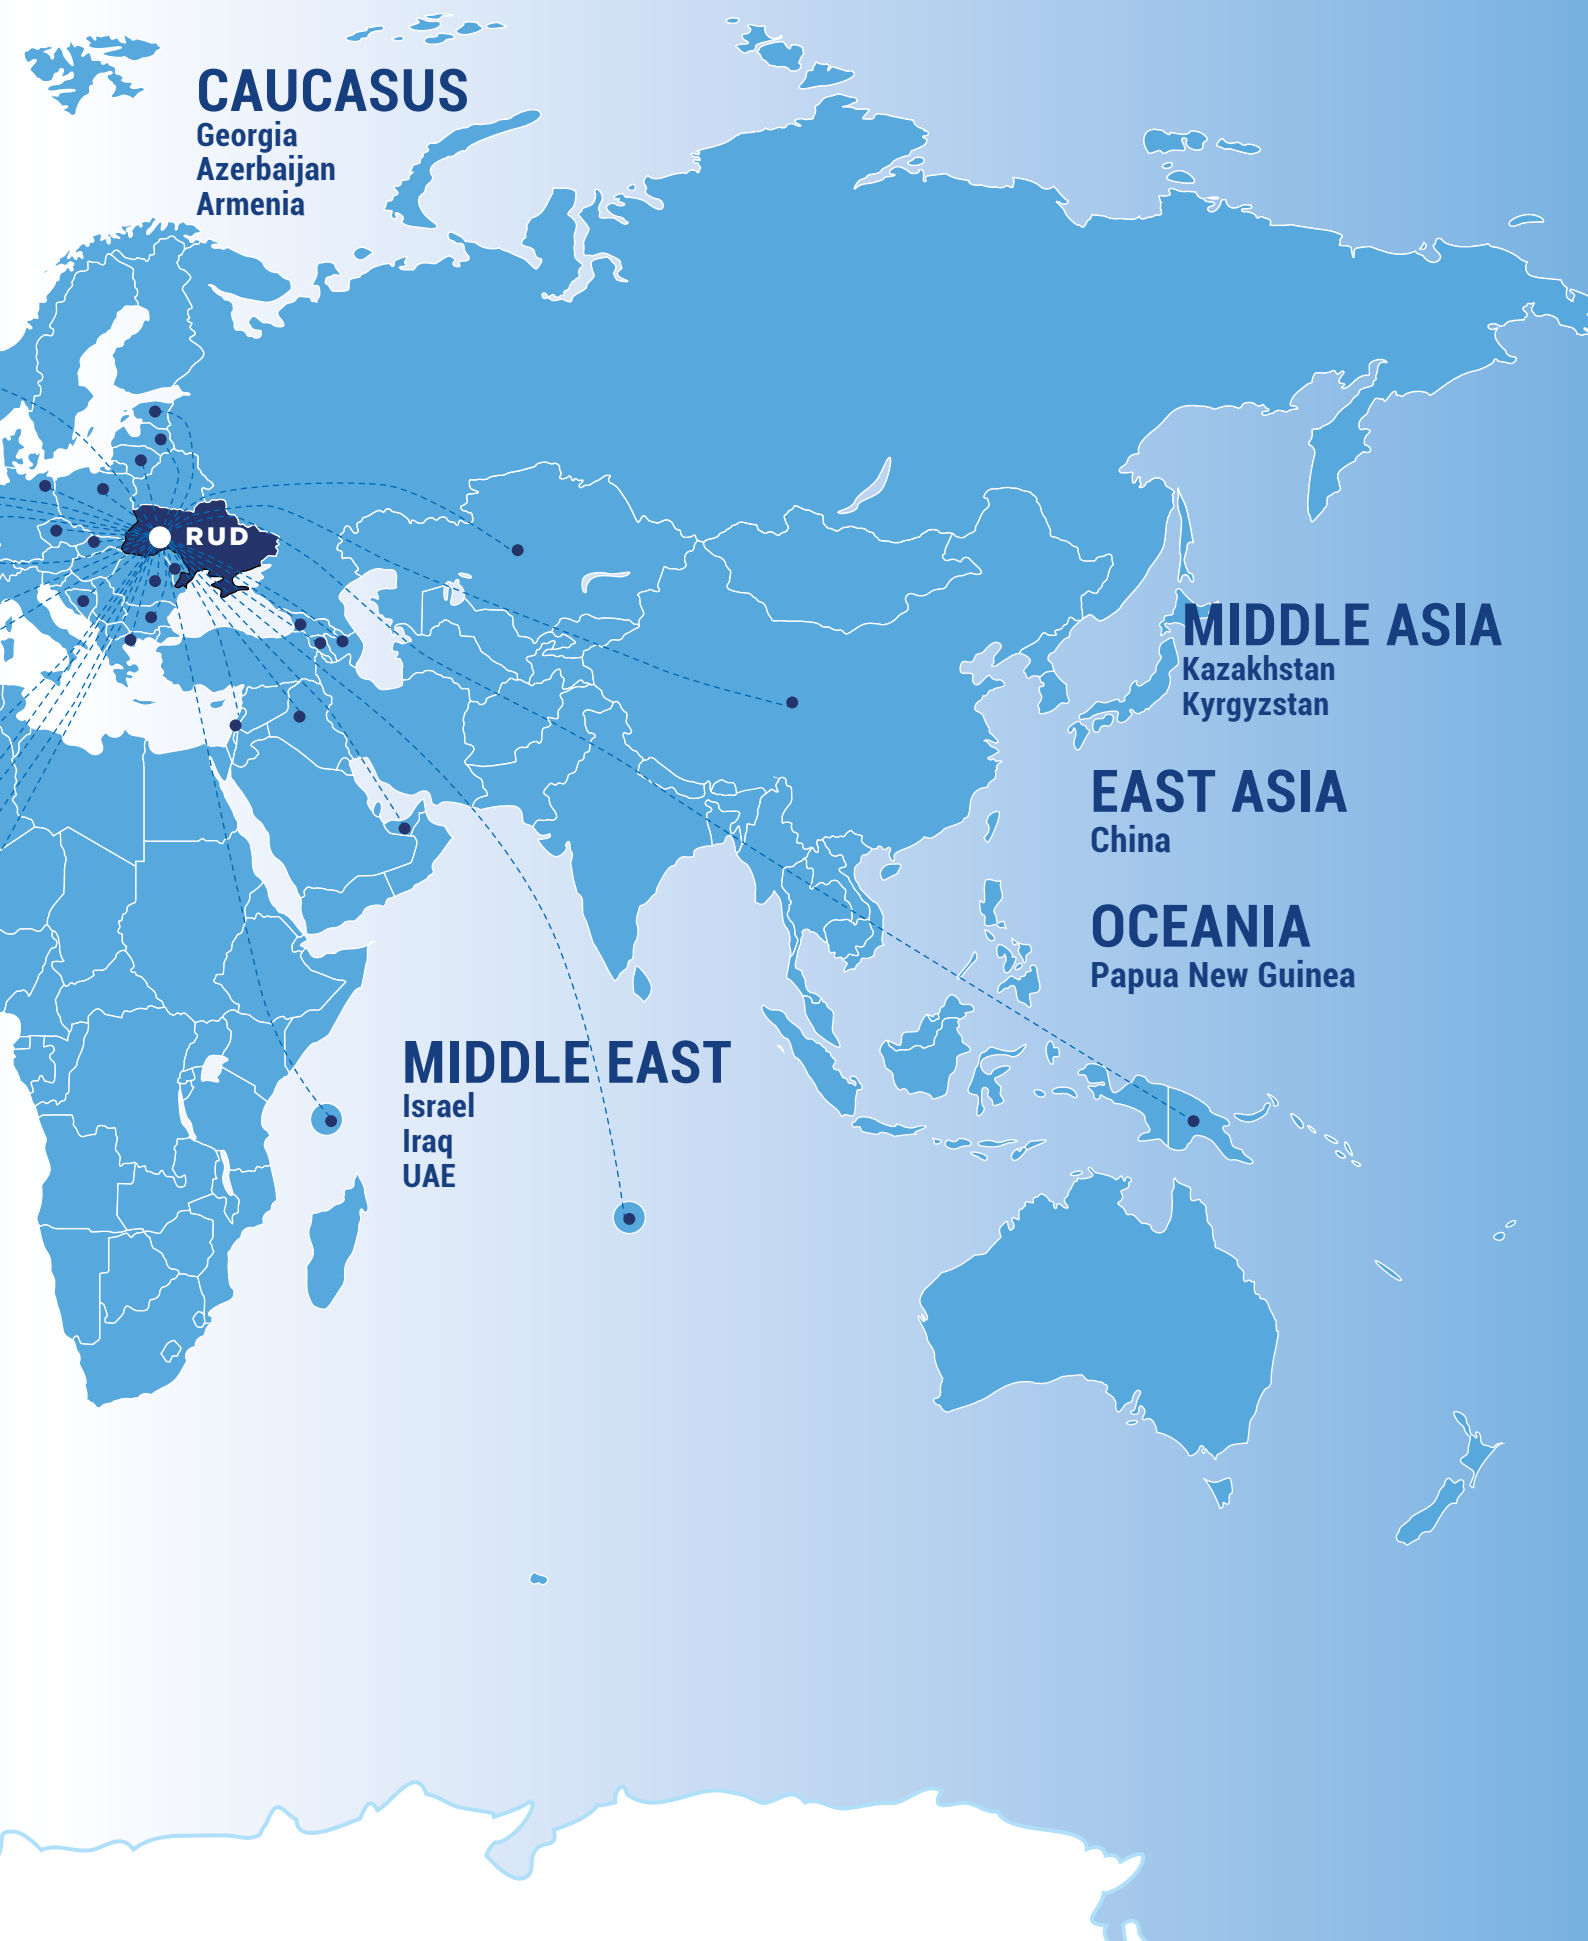 CAUCASUS
Georgia
Azerbaijan
Armenia
RUD
MIDDLE ASIA
Kazakhstan
Kyrgyzstan
EAST ASIA
China
OCEANIA
Papua New Guinea
MIDDLE EAST
Israel
Iraq
UAE